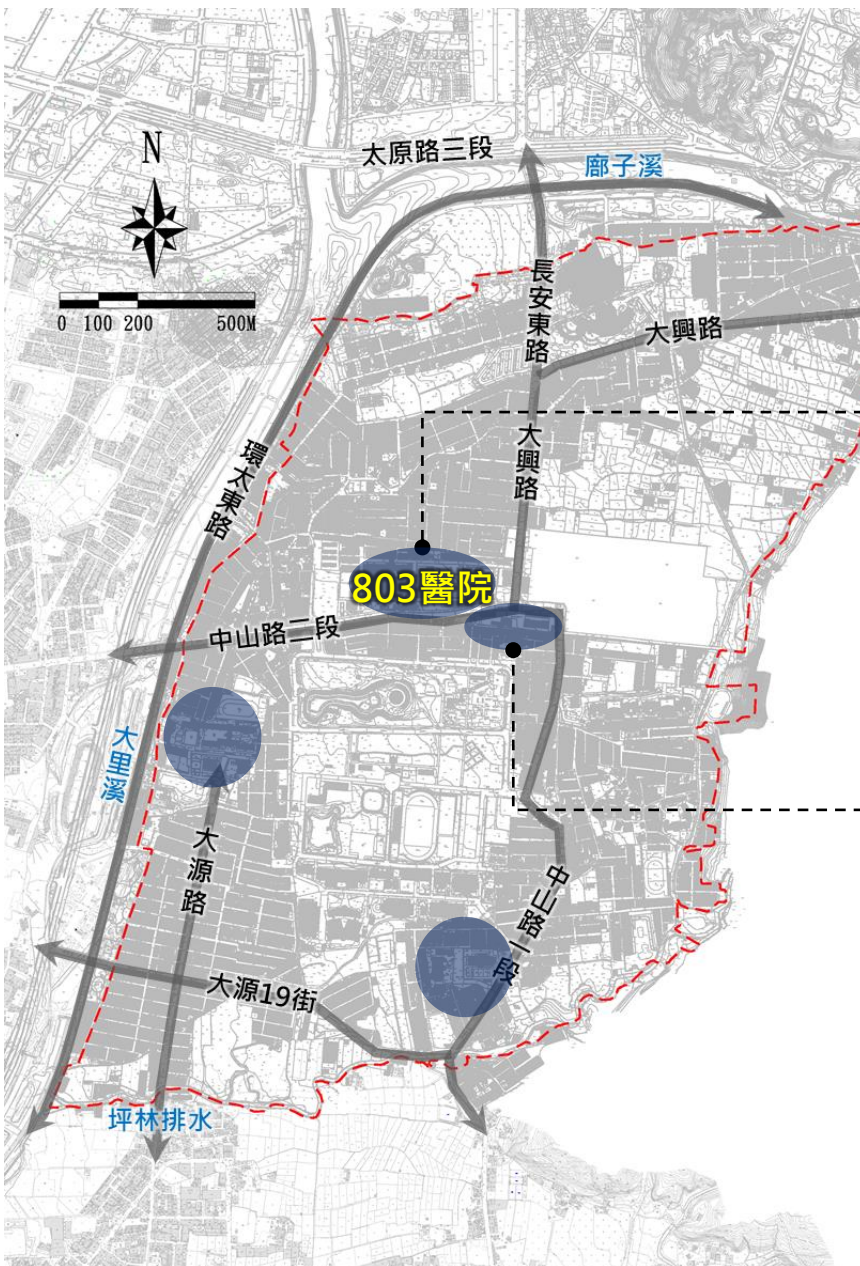 太原路三段
廍子溪
N
長安東路
0 100 200 500M
大興路
大興路
環太東路
803醫院
中山路二段
大里溪
大源路
中山路一段
大源19街
坪林排水